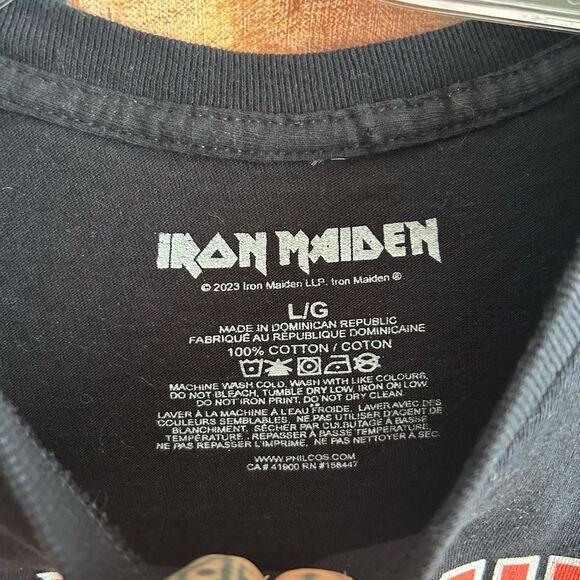 IRON MAIDEN
© 2023 Iron Maiden LLP. Iron Maiden ®
L/G
MADE IN DOMINICAN REPUBLIC
FABRIQUÉ AU RÉPUBLIQUE DOMINICAINE
100% COTTON / COTON
MACHINE WASH COLD, WASH WITH LIKE COLOURS,
DO NOT BLEACH, TUMBLE DRY LOW, IRON ON LOW,
DO NOT IRON PRINT, DO NOT DRY CLEAN.
LAVER À LA MACHINE À L'EAU FROIDE, LAVER AVEC DES
COULEURS SEMBLABLES. NE PAS UTILISER D'AGENT DE
BLANCHIMENT, SÉCHER PAR CULBUTAGE À BASSE
TEMPÉRATURE. REPASSER À BASSE TEMPÉRATURE.
NE PAS REPASSER L'IMPRIMÉ. NE PAS NETTOYER À SEC.
WWW.PHILCOS.COM
CA# 41900 RN #158447